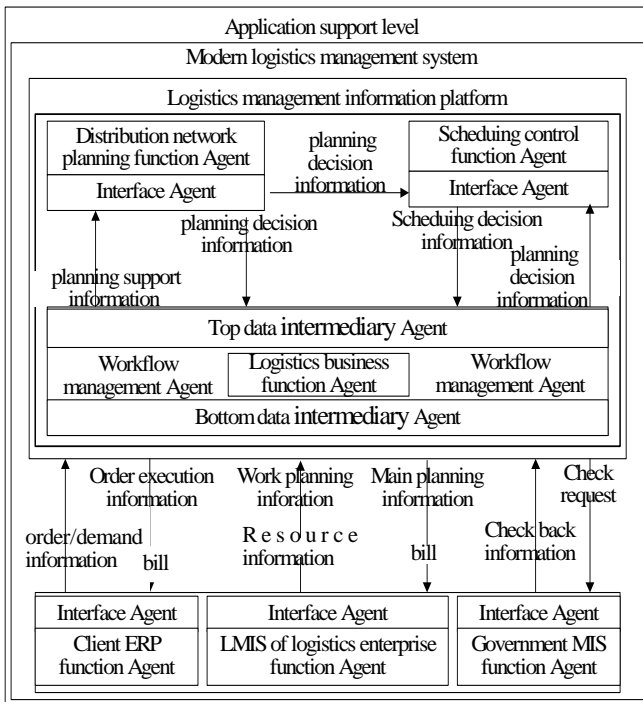 Application support level
Modern logistics management system
Logistics management information platform
Distribution network
planning function Agent
Interface Agent
planning
decision
information
Scheduing control
function Agent
Interface Agent
planning decision
information
Scheduing decision
information
planning support
information
planning
decision
information
Top data intermediary Agent
Workflow
management Agent
Logistics business
function Agent
Workflow
management Agent
Bottom data intermediary Agent
Order execution
information
Work planning
inforation
Main planning
information
Check
request
order/demand
information
bill
Resource
information
bill
Check back
information
Interface Agent
Client ERP
function Agent
Interface Agent
LMIS of logistics enterprise
function Agent
Interface Agent
Government MIS
function Agent